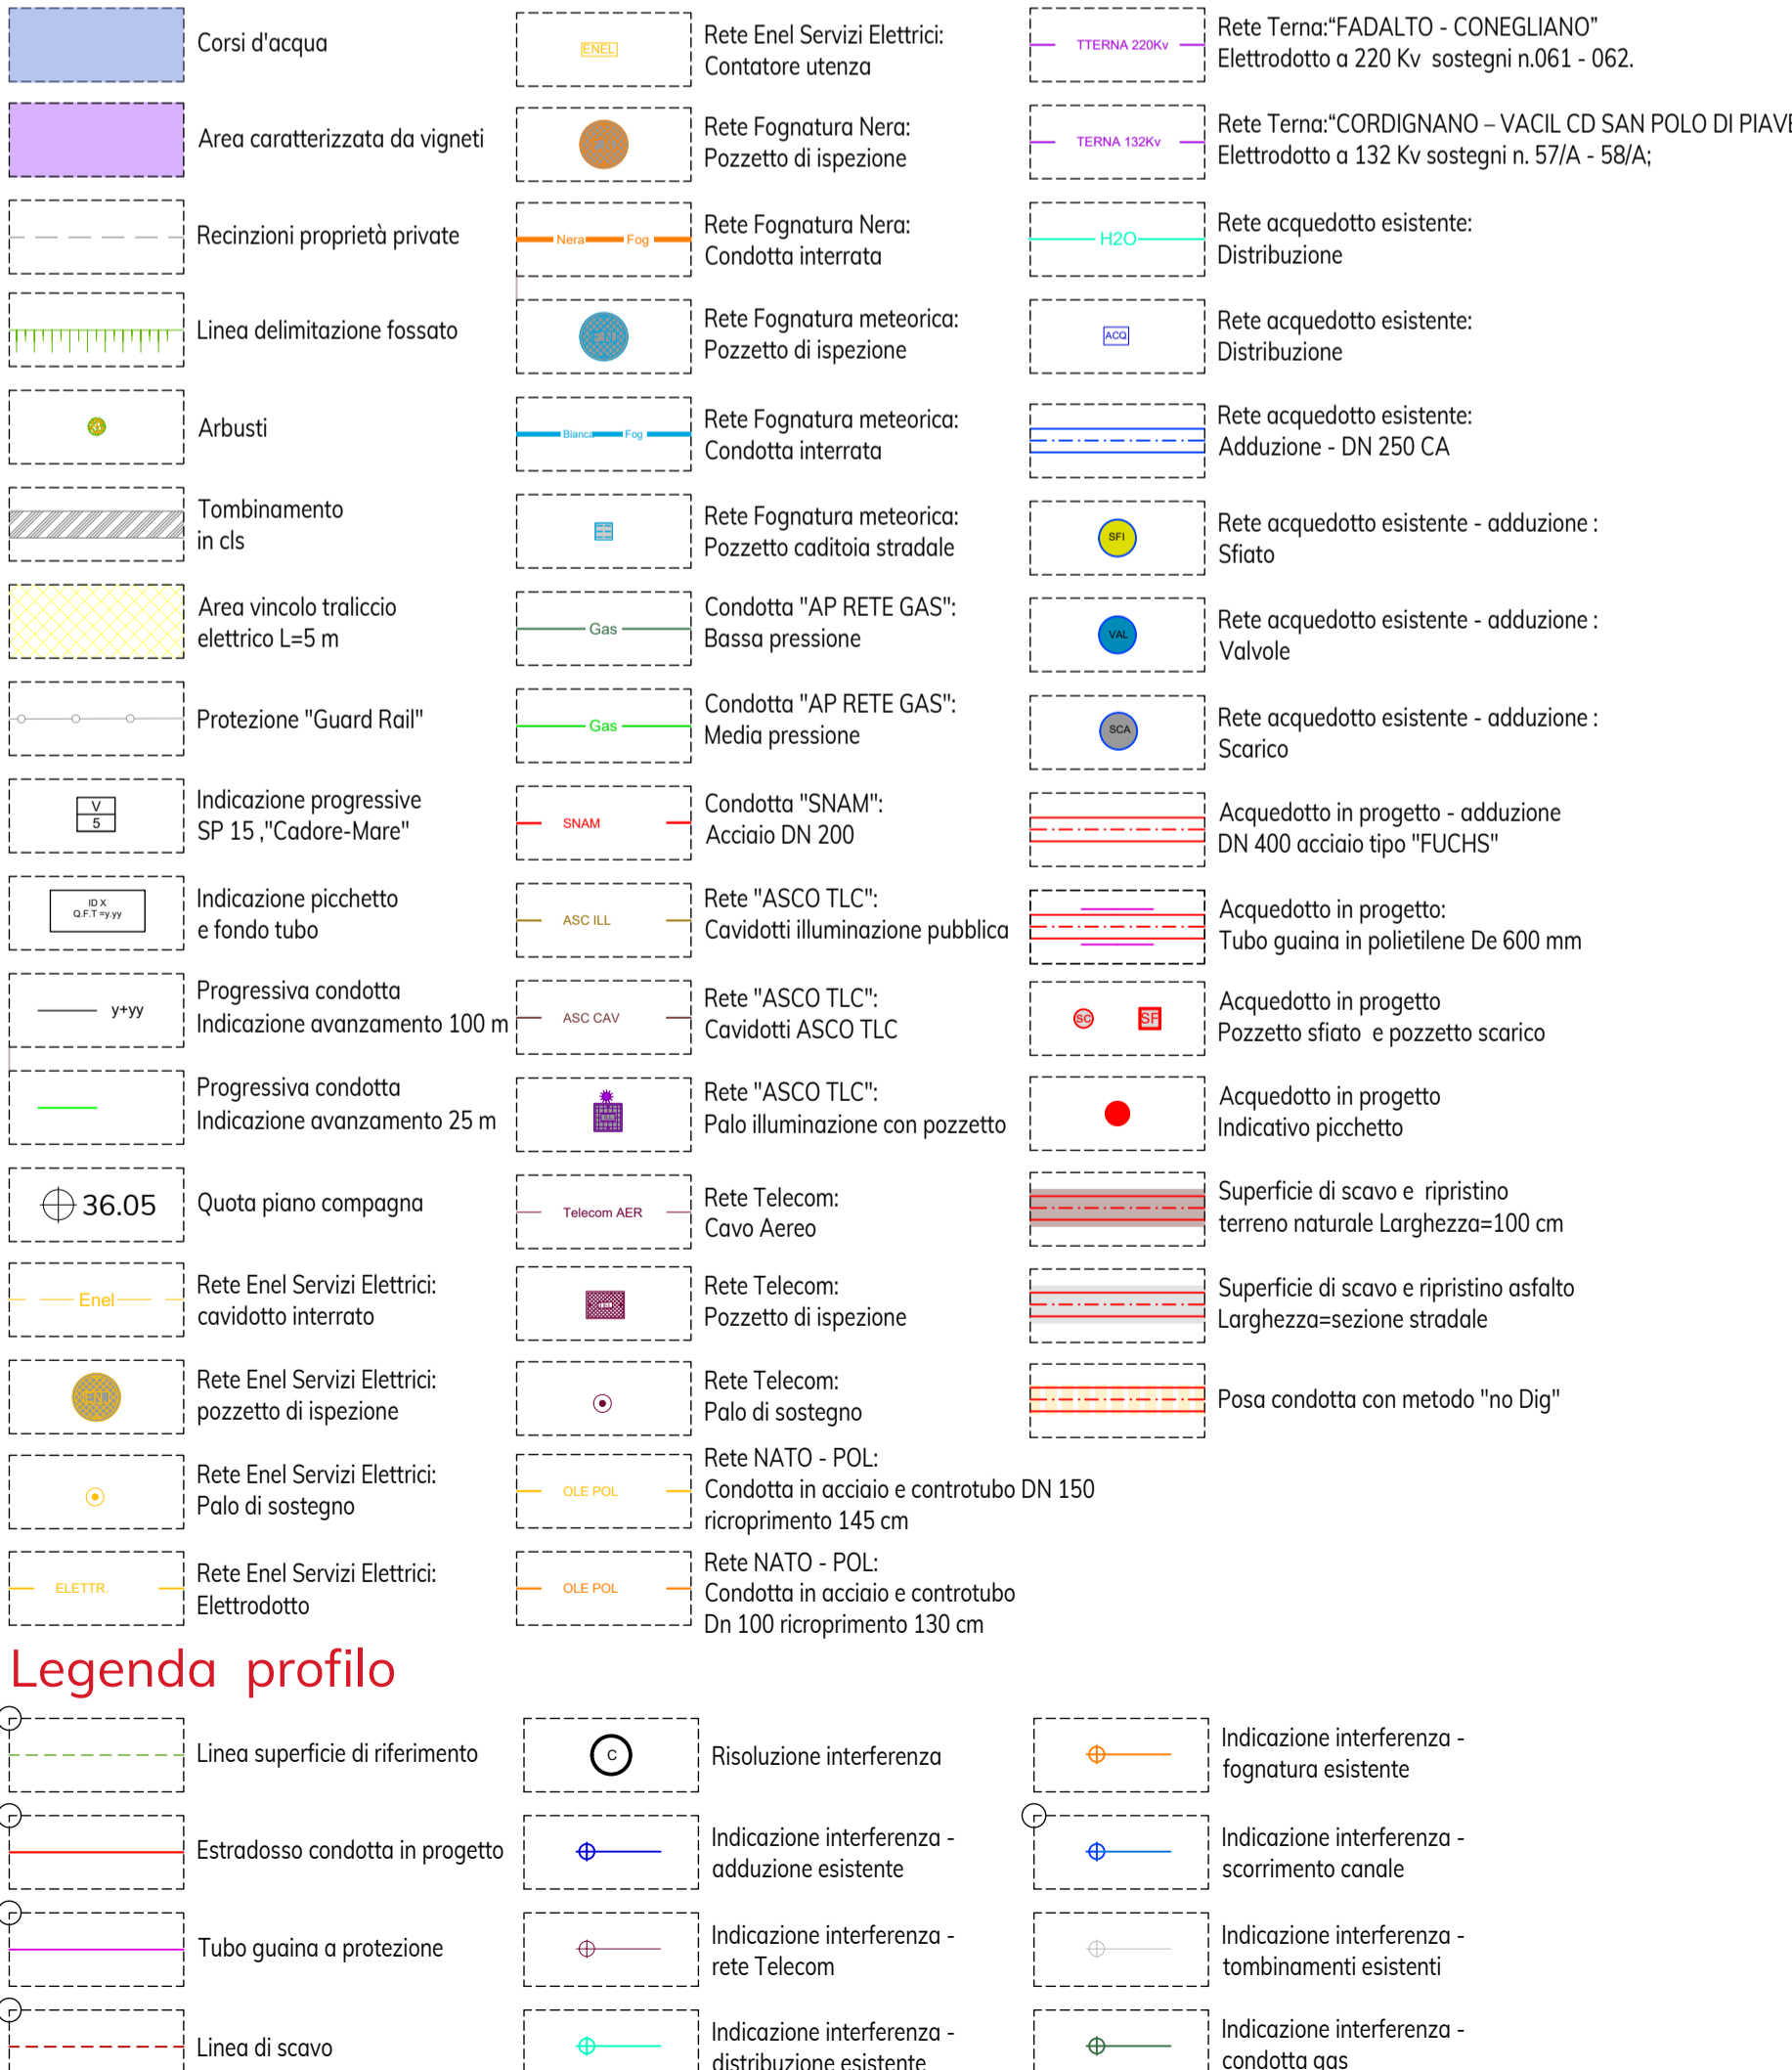 Corsi d'acqua
Area caratterizzata da vigneti
Recinzioni proprietà private
Linea delimitazione fossato
Arbusti
Tombinamento
in cls
Area vincolo traliccio
elettrico L=5 m
Protezione "Guard Rail"
V
5
Indicazione progressive
SP 15 ,"Cadore-Mare"
ID X
Q.F.T =y.yy
Indicazione picchetto
e fondo tubo
y+yy
Progressiva condotta
Indicazione avanzamento 100 m
Progressiva condotta
Indicazione avanzamento 25 m
36.05
Quota piano compagna
Enel
Rete Enel Servizi Elettrici:
cavidotto interrato
Rete Enel Servizi Elettrici:
pozzetto di ispezione
Rete Enel Servizi Elettrici:
Palo di sostegno
ELETTR.
Rete Enel Servizi Elettrici:
Elettrodotto
ENEL
Rete Enel Servizi Elettrici:
Contatore utenza
Rete Fognatura Nera:
Pozzetto di ispezione
Nera Fog
Rete Fognatura Nera:
Condotta interrata
Rete Fognatura meteorica:
Pozzetto di ispezione
Bianca Fog
Rete Fognatura meteorica:
Condotta interrata
Rete Fognatura meteorica:
Pozzetto caditoia stradale
Gas
Condotta "AP RETE GAS":
Bassa pressione
Gas
Condotta "AP RETE GAS":
Media pressione
SNAM
Condotta "SNAM":
Acciaio DN 200
ASC ILL
Rete "ASCO TLC":
Cavidotti illuminazione pubblica
ASC CAV
Rete "ASCO TLC":
Cavidotti ASCO TLC
Rete "ASCO TLC":
Palo illuminazione con pozzetto
Telecom AER
Rete Telecom:
Cavo Aereo
Rete Telecom:
Pozzetto di ispezione
Rete Telecom:
Palo di sostegno
OLE POL
Rete NATO - POL:
Condotta in acciaio e controtubo DN 150
ricroprimento 145 cm
OLE POL
Rete NATO - POL:
Condotta in acciaio e controtubo
Dn 100 ricroprimento 130 cm
TTERNA 220Kv
Rete Terna:“FADALTO - CONEGLIANO”
Elettrodotto a 220 Kv sostegni n.061 - 062.
TERNA 132Kv
Rete Terna:“CORDIGNANO – VACIL CD SAN POLO DI PIAVE
Elettrodotto a 132 Kv sostegni n. 57/A - 58/A;
H2O
Rete acquedotto esistente:
Distribuzione
ACQ
Rete acquedotto esistente:
Distribuzione
Rete acquedotto esistente:
Adduzione - DN 250 CA
SFI
Rete acquedotto esistente - adduzione :
Sfiato
VAL
Rete acquedotto esistente - adduzione :
Valvole
SCA
Rete acquedotto esistente - adduzione :
Scarico
Acquedotto in progetto - adduzione
DN 400 acciaio tipo "FUCHS"
Acquedotto in progetto:
Tubo guaina in polietilene De 600 mm
SC SF
Acquedotto in progetto
Pozzetto sfiato e pozzetto scarico
Acquedotto in progetto
Indicativo picchetto
Superficie di scavo e ripristino
terreno naturale Larghezza=100 cm
Superficie di scavo e ripristino asfalto
Larghezza=sezione stradale
Posa condotta con metodo "no Dig"
Legenda profilo
Linea superficie di riferimento
Estradosso condotta in progetto
Tubo guaina a protezione
Linea di scavo
C
Risoluzione interferenza
Indicazione interferenza -
adduzione esistente
Indicazione interferenza -
rete Telecom
Indicazione interferenza -
distribuzione esistente
Indicazione interferenza -
fognatura esistente
Indicazione interferenza -
scorrimento canale
Indicazione interferenza -
tombinamenti esistenti
Indicazione interferenza -
condotta gas